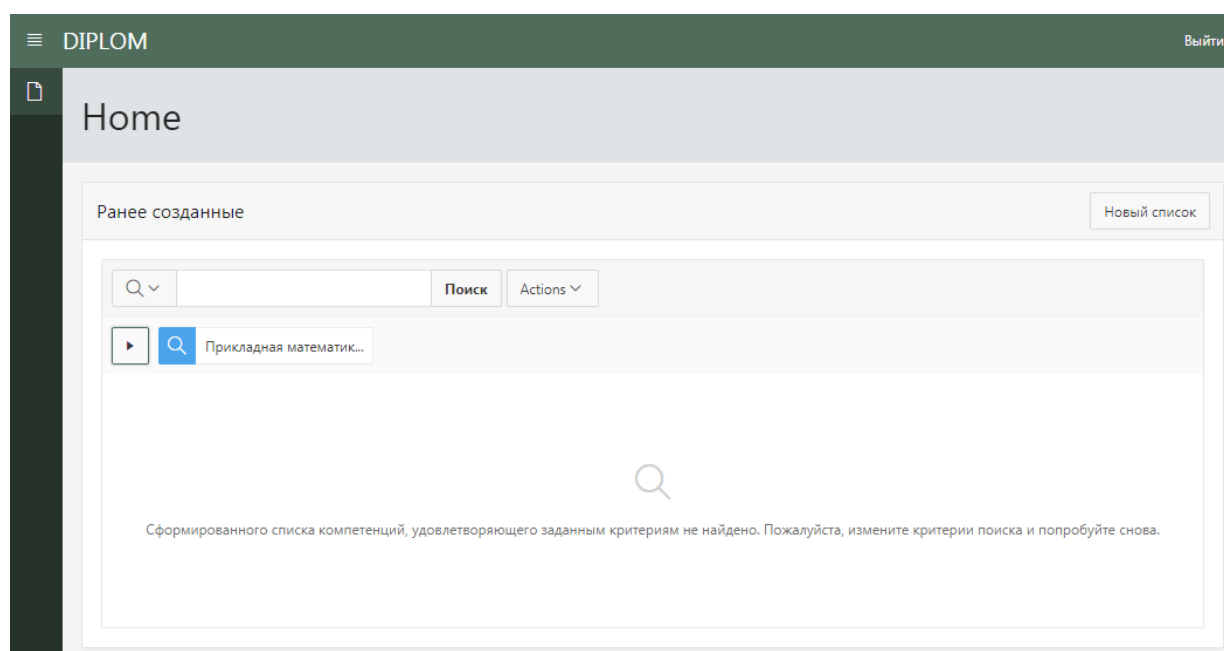 DIPLOM
Выйти
Home
Ранее созданные
Новый список
Поиск
Actions
Прикладная математик...
Сформированного списка компетенций, удовлетворяющего заданным критериям не найдено. Пожалуйста, измените критерии поиска и попробуйте снова.